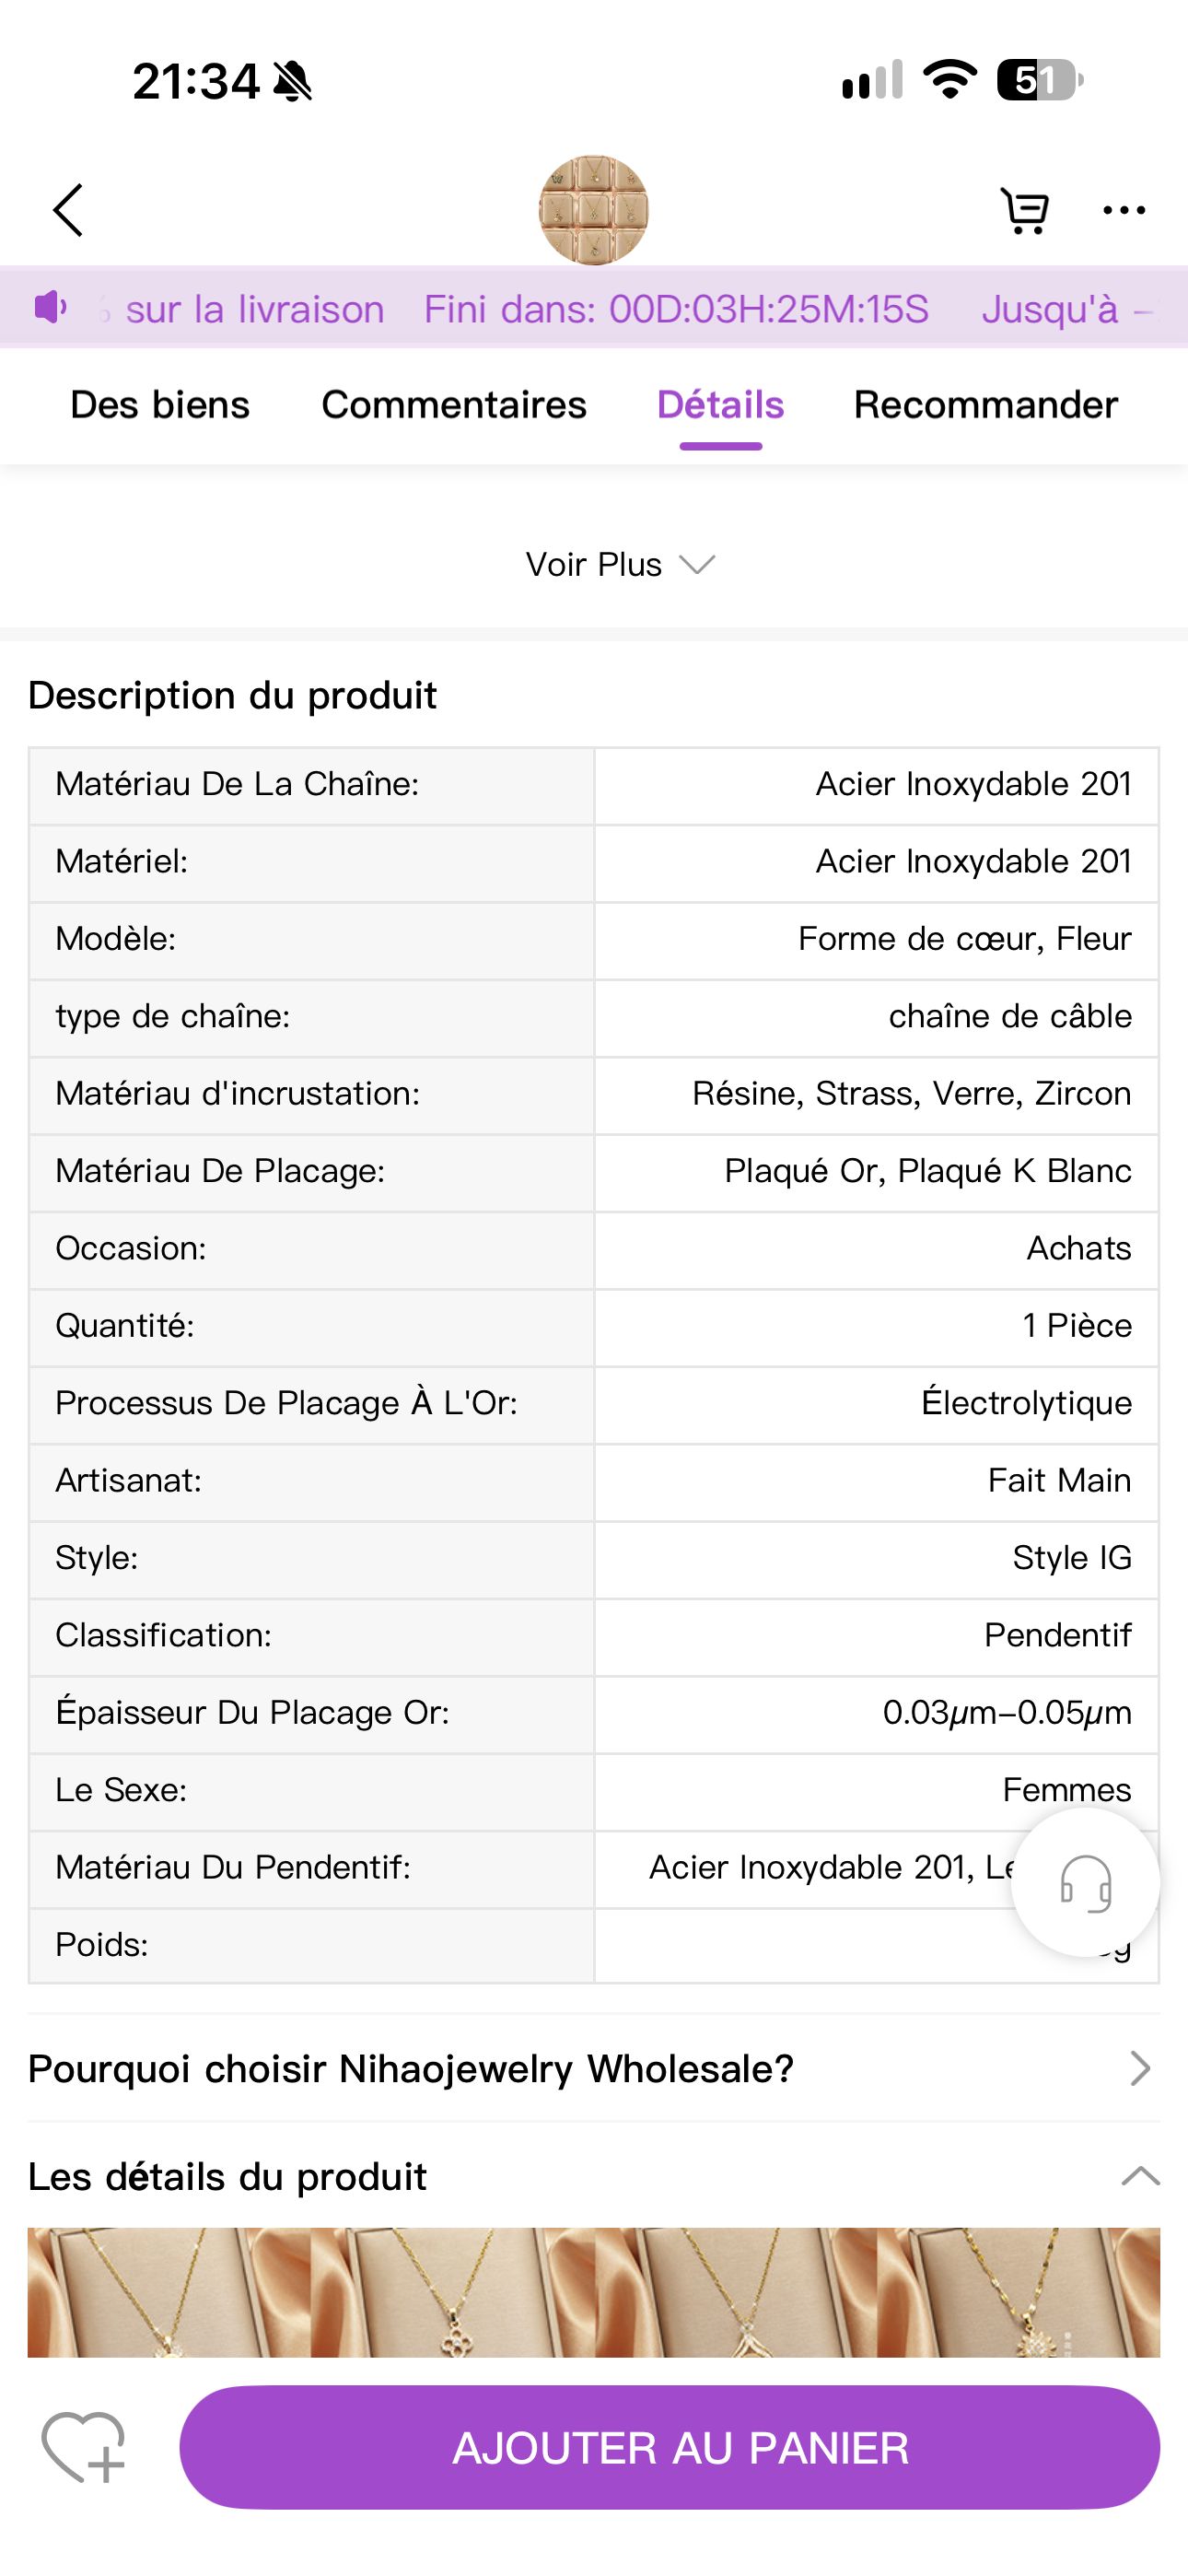 21:34
51
sur la livraison Fini dans: 00D:03H:25M:15S Jusqu'à –
Des biens Commentaires Détails Recommander
Voir Plus
Description du produit
Matériau De La Chaîne: Acier Inoxydable 201
Matériel: Acier Inoxydable 201
Modèle: Forme de cœur, Fleur
type de chaîne: chaîne de câble
Matériau d'incrustation: Résine, Strass, Verre, Zircon
Matériau De Placage: Plaqué Or, Plaqué K Blanc
Occasion: Achats
Quantité: 1 Pièce
Processus De Placage À L'Or: Électrolytique
Artisanat: Fait Main
Style: Style IG
Classification: Pendentif
Épaisseur Du Placage Or: 0.03μm–0.05μm
Le Sexe: Femmes
Matériau Du Pendentif: Acier Inoxydable 201,
Poids:
Pourquoi choisir Nihaojewelry Wholesale?
Les détails du produit
AJOUTER AU PANIER